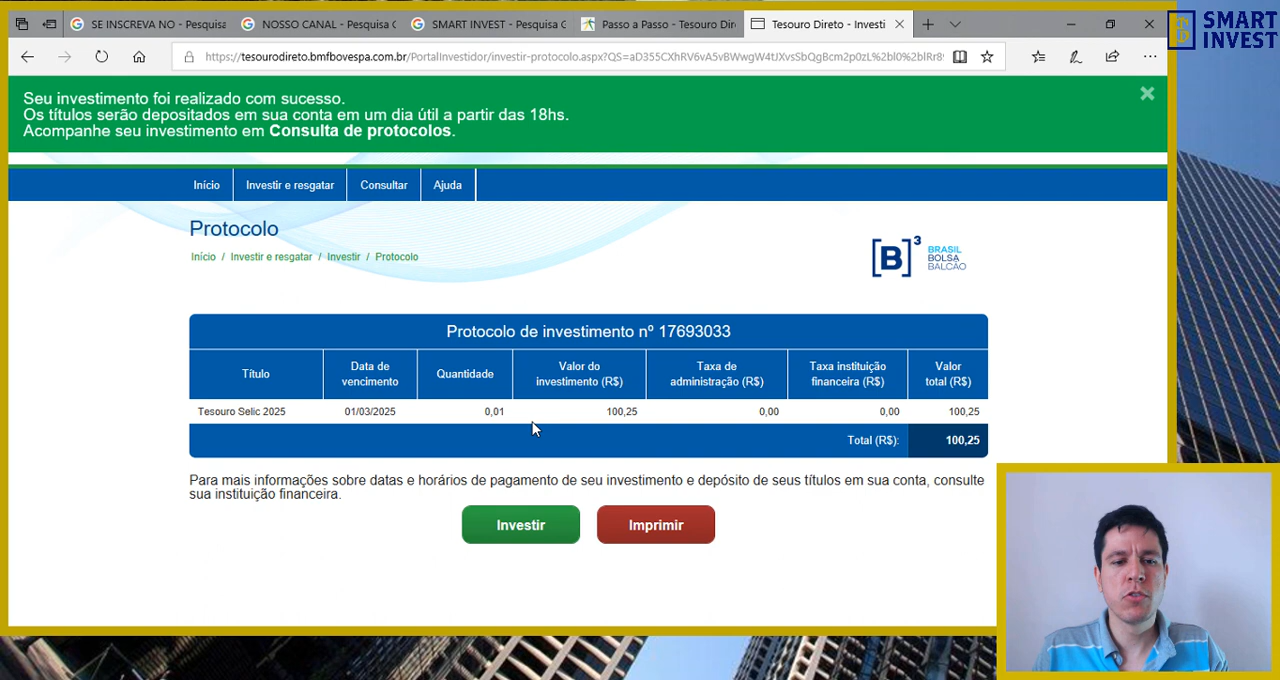 SE INSCREVA NO - Pesquisa
NOSSO CANAL - Pesquisa G
SMART INVEST - Pesquisa G
Passo a Passo - Tesouro Dir
Tesouro Direto - Investi
SMART
INVEST
https://tesourodireto.bmfbovespa.com.br/PortalInvestidor/investir-protocolo.aspx?QS=
Seu investimento foi realizado com sucesso.
Os títulos serão depositados em sua conta em um dia útil a partir das 18hs.
Acompanhe seu investimento em Consulta de protocolos.
Início
Investir e resgatar
Consultar
Ajuda
Protocolo
Início / Investir e resgatar / Investir / Protocolo
[B]3 BRASIL
BOLSA
BALCÃO
Protocolo de investimento nº 17693033
Título
Data de
vencimento
Quantidade
Valor do
investimento (R$)
Taxa de
administração (R$)
Taxa instituição
financeira (R$)
Valor
total (R$)
Tesouro Selic 2025 01/03/2025 0,01 100,25 0,00 0,00 100,25
Total (R$): 100,25
Para mais informações sobre datas e horários de pagamento de seu investimento e depósito de seus títulos em sua conta, consulte
sua instituição financeira.
Investir
Imprimir